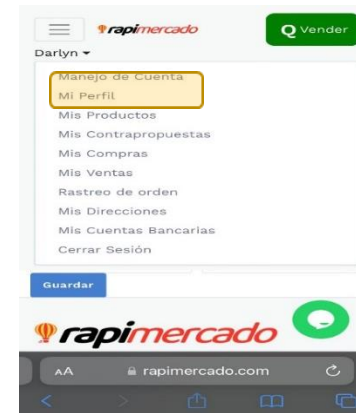 rapimercado
Q Vender
Darlyn
Manejo de Cuenta
Mi Perfil
Mis Productos
Mis Contrapropuestas
Mis Compras
Mis Ventas
Rastreo de orden
Mis Direcciones
Mis Cuentas Bancarias
Cerrar Sesión
Guardar
rapimercado
AA rapimercado.com